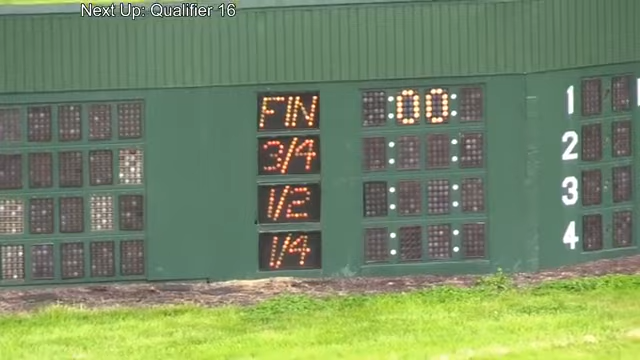 Next Up: Qualifier 16
FIN :00:
3/4 : :
1/2 : :
1/4 : :
1
2
3
4